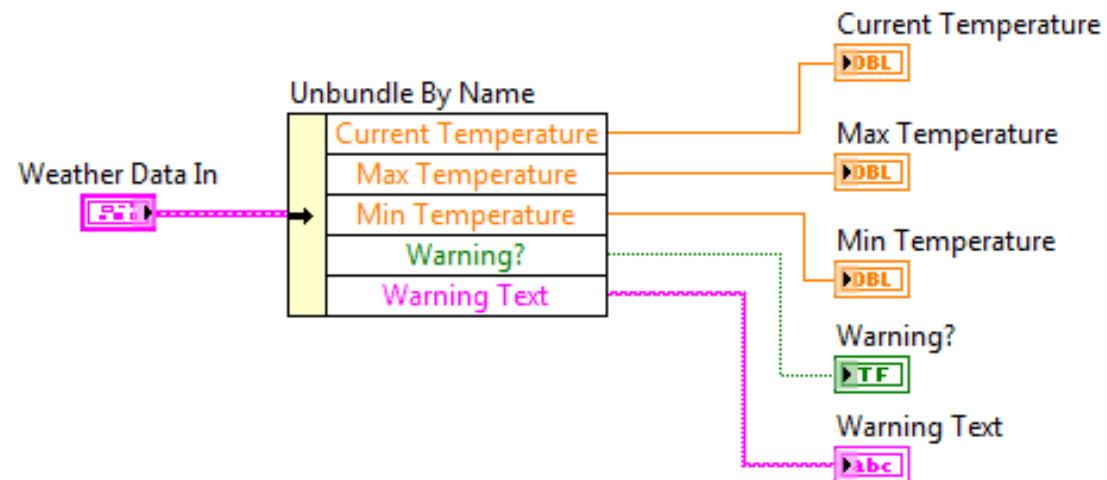 Current Temperature
DBL
Unbundle By Name
Current Temperature
Max Temperature
DBL
Weather Data In
Max Temperature
Min Temperature
Min Temperature
DBL
Warning?
Warning Text
Warning?
TF
Warning Text
abc